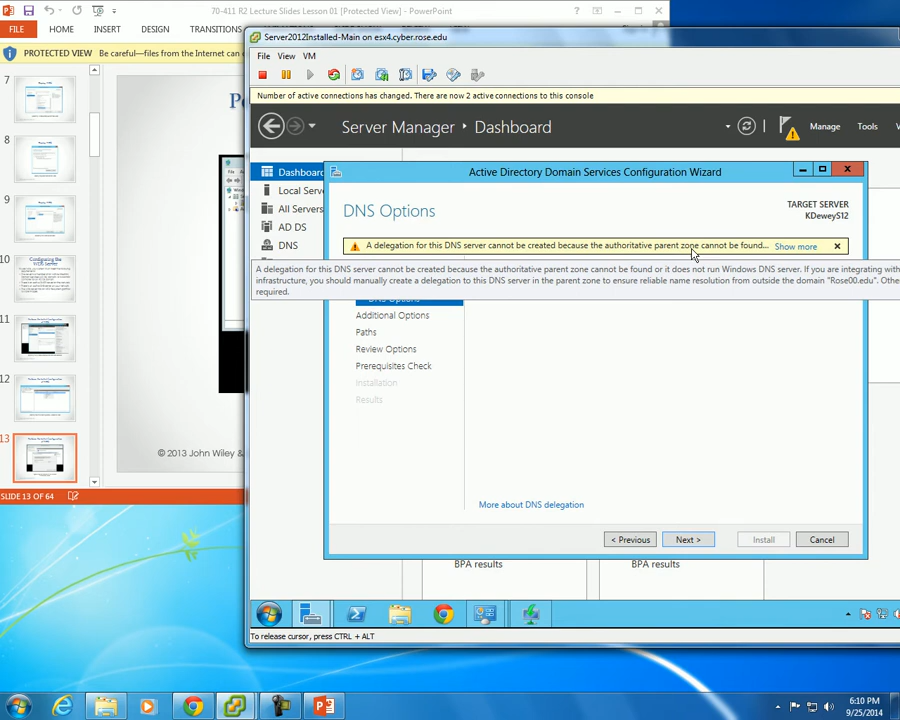 70-411 R2 Lecture Slides Lesson 01 [Protected View] - PowerPoint
FILE HOME INSERT DESIGN TRANSITIONS
PROTECTED VIEW Be careful—files from the Internet can
7
8
9
10
11
12
13
Configuring the
WDS Server
© 2013 John Wiley &
SLIDE 13 OF 64
Server2012Installed-Main on esx4.cyber.rose.edu
File View VM
Number of active connections has changed. There are now 2 active connections to this console
Server Manager Dashboard
Manage Tools
Dashboard
Local Serve
All Servers
AD DS
DNS
Active Directory Domain Services Configuration Wizard
DNS Options
TARGET SERVER
KDeweyS12
A delegation for this DNS server cannot be created because the authoritative parent zone cannot be found... Show more
A delegation for this DNS server cannot be created because the authoritative parent zone cannot be found or it does not run Windows DNS server. If you are integrating with
infrastructure, you should manually create a delegation to this DNS server in the parent zone to ensure reliable name resolution from outside the domain "Rose00.edu". Othe
required.
DNS Options
Additional Options
Paths
Review Options
Prerequisites Check
Installation
Results
More about DNS delegation
< Previous Next > Install Cancel
BPA results BPA results
To release cursor, press CTRL + ALT
6:10 PM
9/25/2014